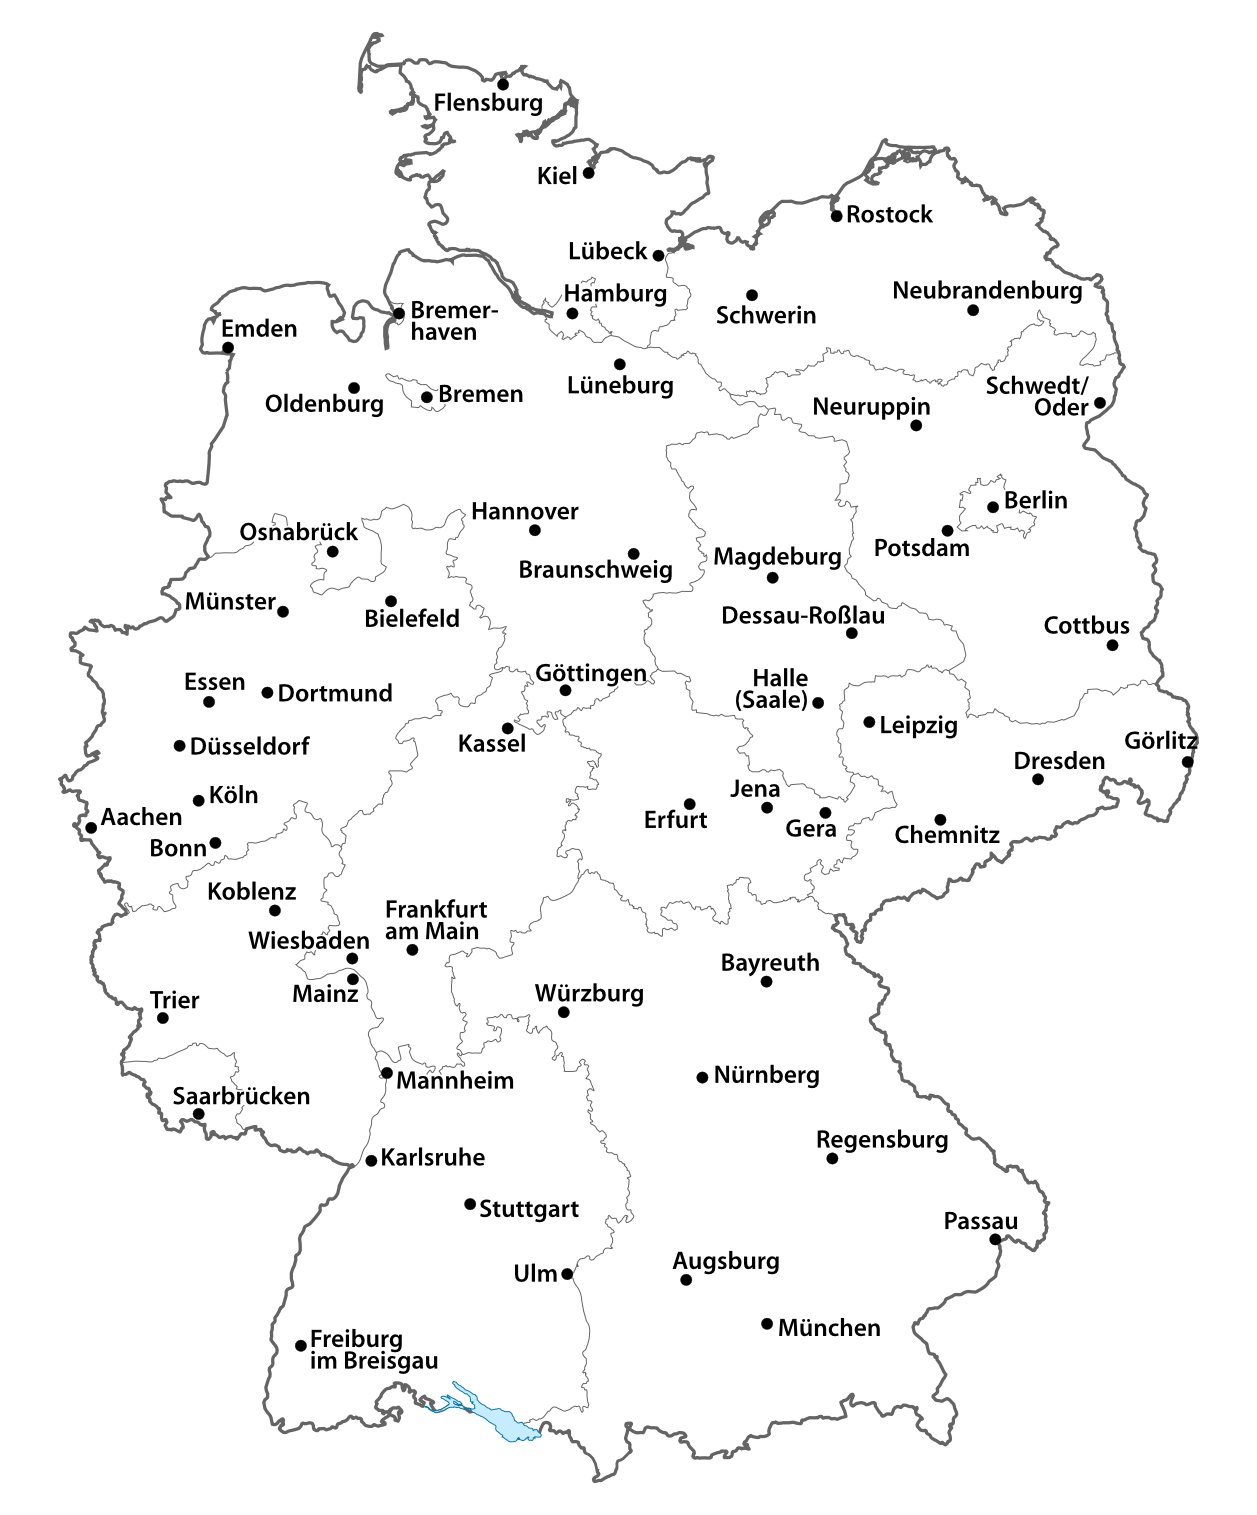 Flensburg
Kiel
Rostock
Lübeck
Hamburg
Schwerin
Neubrandenburg
Bremer-
haven
Emden
Oldenburg
Bremen
Lüneburg
Schwedt/
Oder
Neuruppin
Berlin
Hannover
Osnabrück
Potsdam
Braunschweig
Magdeburg
Münster
Bielefeld
Dessau-Roßlau
Cottbus
Göttingen
Halle
(Saale)
Essen
Dortmund
Leipzig
Kassel
Düsseldorf
Görlitz
Dresden
Köln
Jena
Aachen
Erfurt
Gera
Chemnitz
Bonn
Koblenz
Frankfurt
am Main
Wiesbaden
Bayreuth
Mainz
Würzburg
Trier
Mannheim
Nürnberg
Saarbrücken
Regensburg
Karlsruhe
Stuttgart
Passau
Augsburg
Ulm
München
Freiburg
im Breisgau